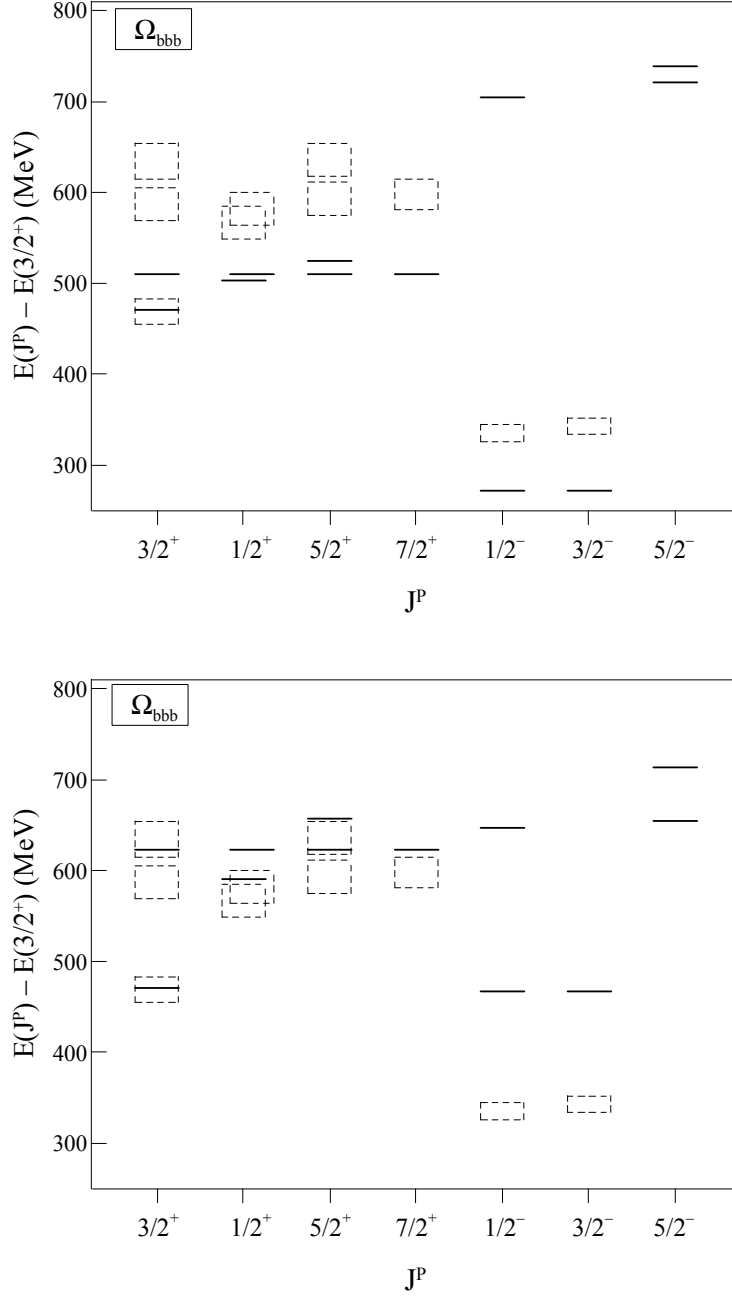 800
Ω_bbb
700
600
500
400
300
E(J^P) – E(3/2⁺) (MeV)
3/2⁺ 1/2⁺ 5/2⁺ 7/2⁺ 1/2⁻ 3/2⁻ 5/2⁻
J^P
800
Ω_bbb
700
600
500
400
300
E(J^P) – E(3/2⁺) (MeV)
3/2⁺ 1/2⁺ 5/2⁺ 7/2⁺ 1/2⁻ 3/2⁻ 5/2⁻
J^P